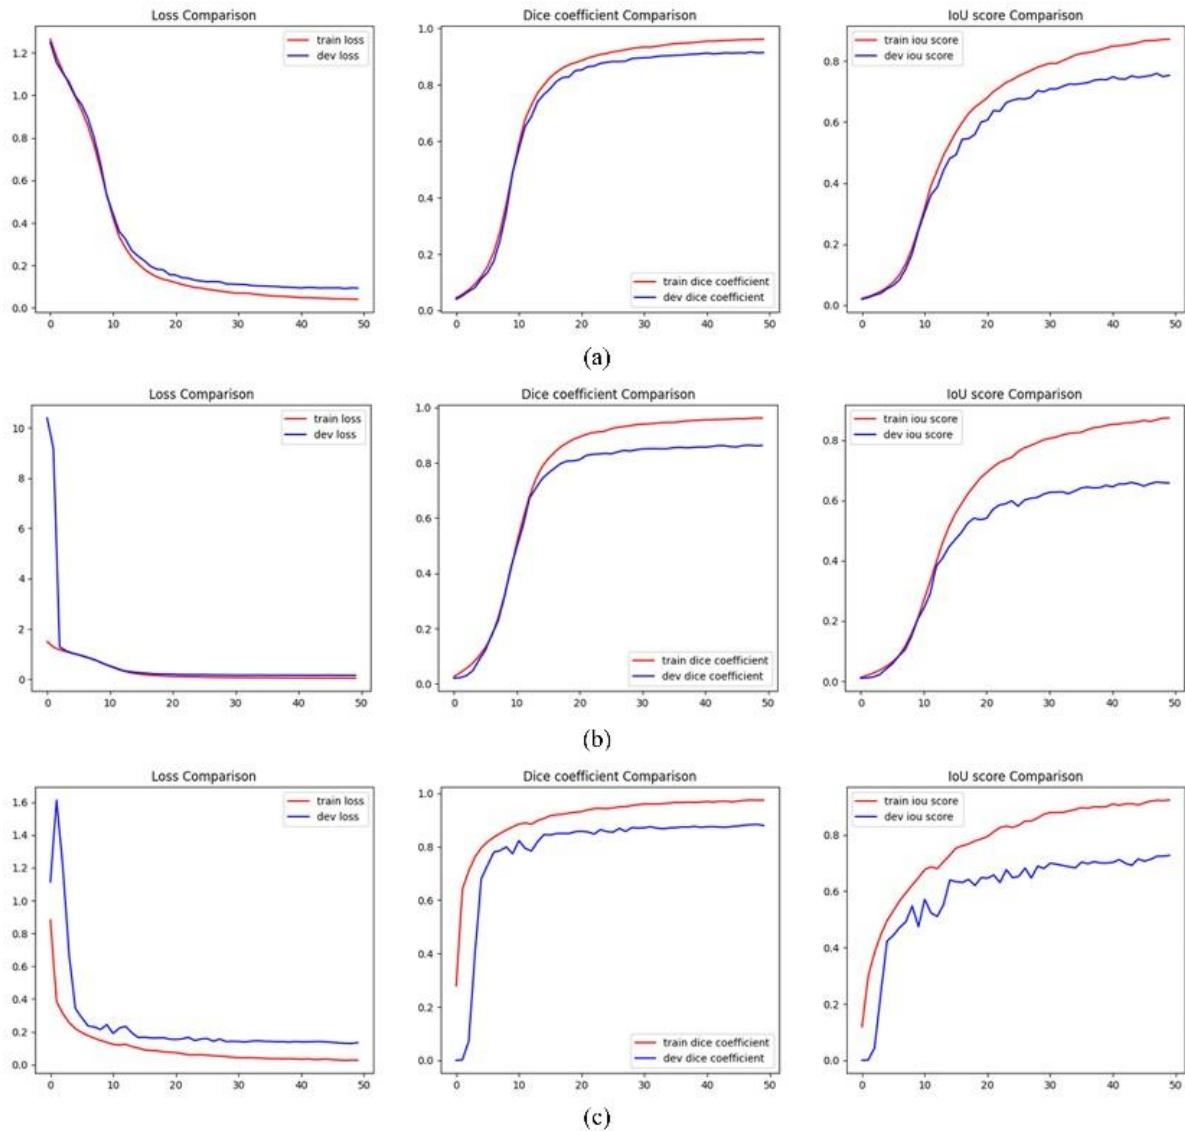 Loss Comparison
train loss
dev loss
1.2
1.0
0.8
0.6
0.4
0.2
0.0
0 10 20 30 40 50
Dice coefficient Comparison
1.0
0.8
0.6
0.4
0.2
0.0
train dice coefficient
dev dice coefficient
0 10 20 30 40 50
IoU score Comparison
train iou score
dev iou score
0.8
0.6
0.4
0.2
0.0
0 10 20 30 40 50
(a)
Loss Comparison
train loss
dev loss
10
8
6
4
2
0
0 10 20 30 40 50
Dice coefficient Comparison
1.0
0.8
0.6
0.4
0.2
0.0
train dice coefficient
dev dice coefficient
0 10 20 30 40 50
IoU score Comparison
train iou score
dev iou score
0.8
0.6
0.4
0.2
0.0
0 10 20 30 40 50
(b)
Loss Comparison
train loss
dev loss
1.6
1.4
1.2
1.0
0.8
0.6
0.4
0.2
0.0
0 10 20 30 40 50
Dice coefficient Comparison
1.0
0.8
0.6
0.4
0.2
0.0
train dice coefficient
dev dice coefficient
0 10 20 30 40 50
IoU score Comparison
train iou score
dev iou score
0.8
0.6
0.4
0.2
0.0
0 10 20 30 40 50
(c)